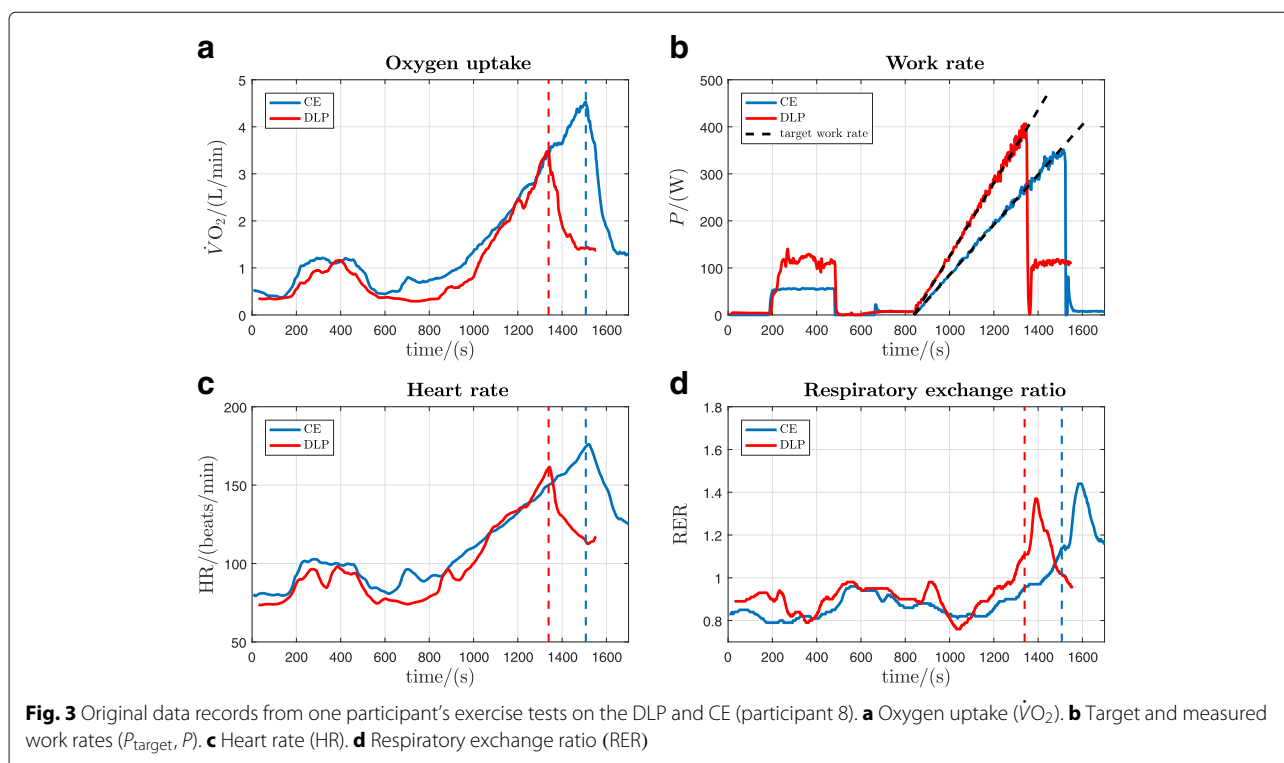 a
Oxygen uptake
5
4
3
2
1
0
V̇O₂/(L/min)
CE
DLP
0 200 400 600 800 1000 1200 1400 1600
time/(s)
b
Work rate
500
400
300
200
100
0
P/(W)
CE
DLP
target work rate
0 200 400 600 800 1000 1200 1400 1600
time/(s)
c
Heart rate
200
150
100
50
HR/(beats/min)
CE
DLP
0 200 400 600 800 1000 1200 1400 1600
time/(s)
d
Respiratory exchange ratio
1.8
1.6
1.4
1.2
1
0.8
RER
CE
DLP
0 200 400 600 800 1000 1200 1400 1600
time/(s)
Fig. 3 Original data records from one participant's exercise tests on the DLP and CE (participant 8). a Oxygen uptake (V̇O₂). b Target and measured
work rates (P_target, P). c Heart rate (HR). d Respiratory exchange ratio (RER)